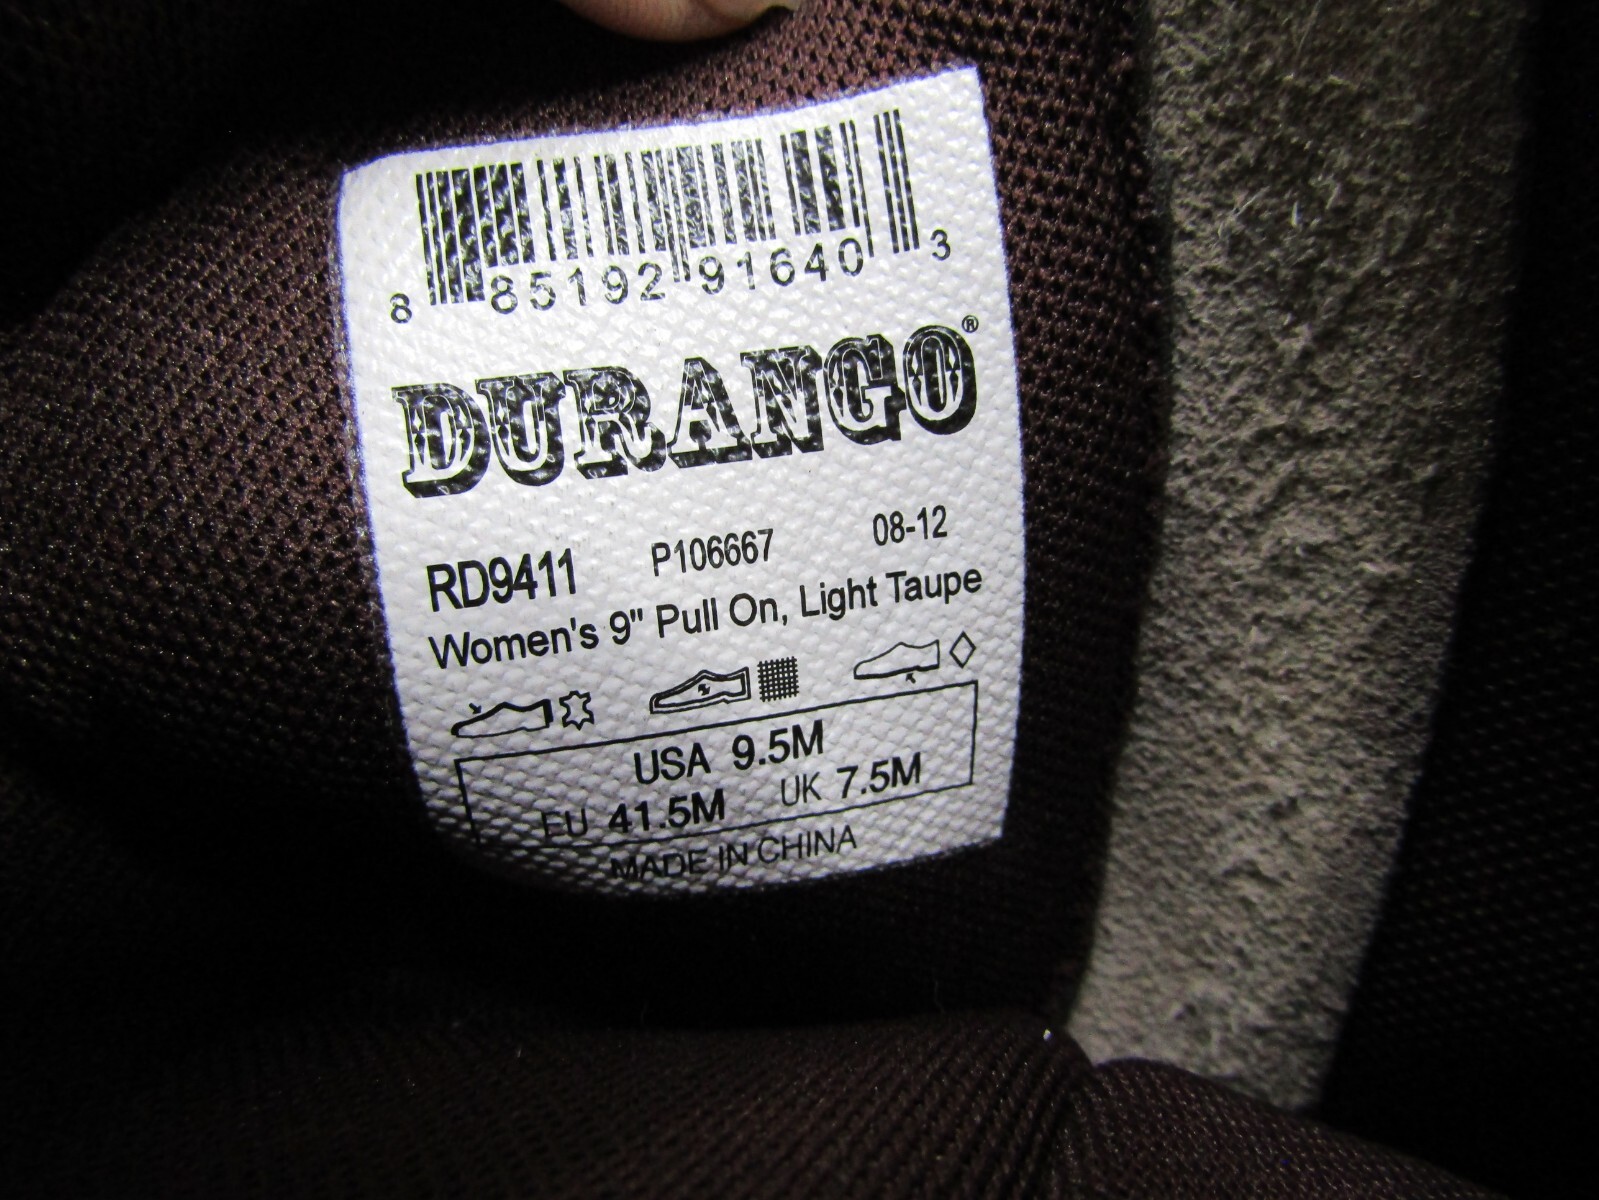 8 85192 91640 3
DURANGO®
RD9411 P106667 08-12
Women's 9" Pull On, Light Taupe
USA 9.5M
EU 41.5M UK 7.5M
MADE IN CHINA